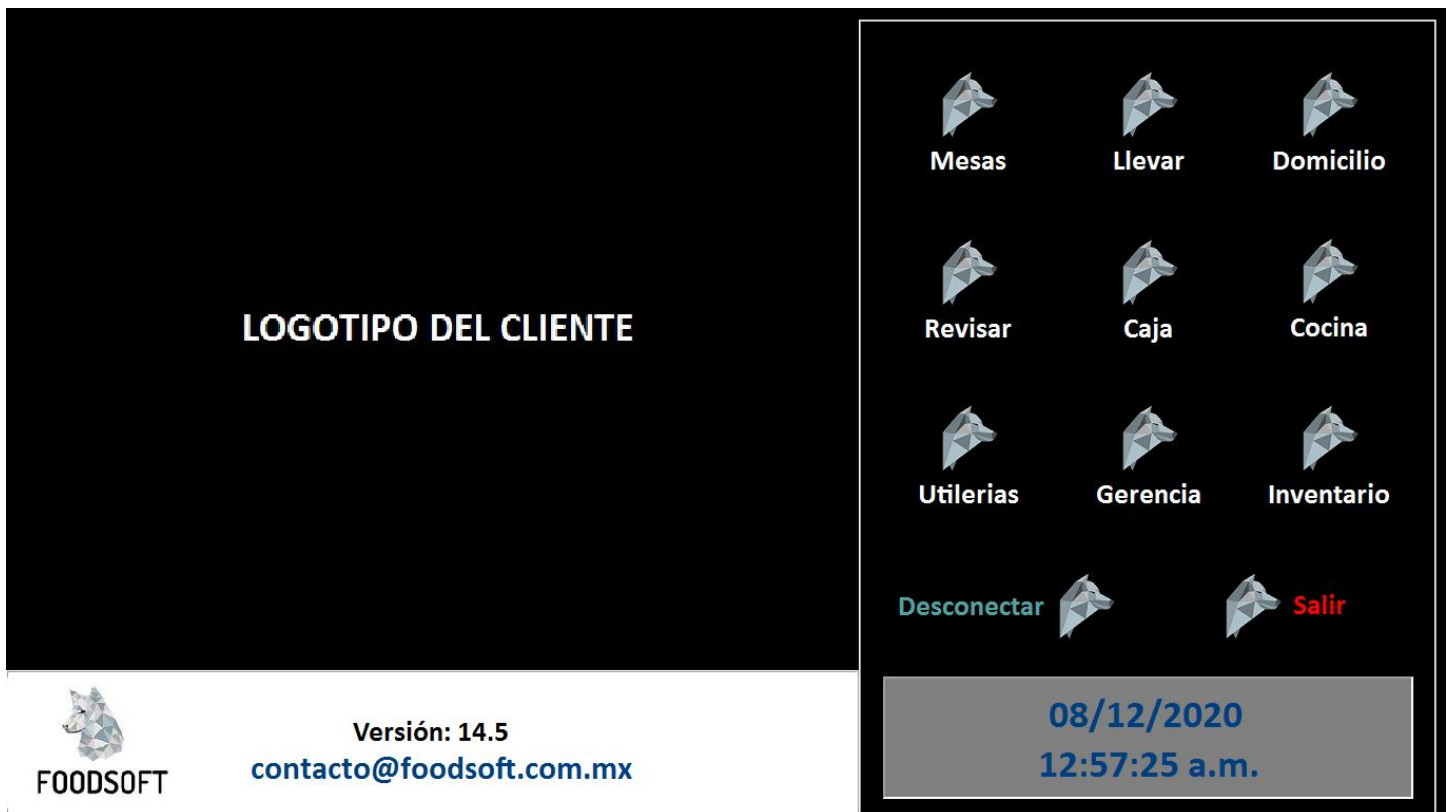 LOGOTIPO DEL CLIENTE
Mesas
Llevar
Domicilio
Revisar
Caja
Cocina
Utilerias
Gerencia
Inventario
Desconectar
Salir
FOODSOFT
Versión: 14.5
contacto@foodsoft.com.mx
08/12/2020
12:57:25 a.m.